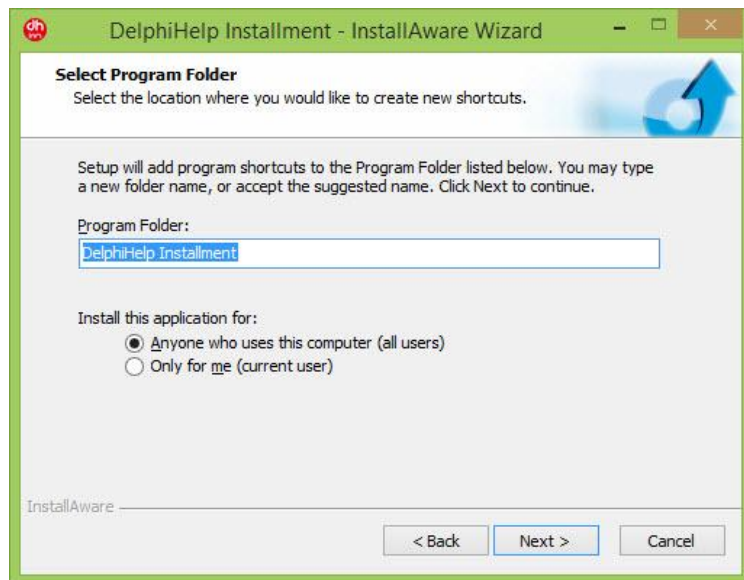 DelphiHelp Installment - InstallAware Wizard
Select Program Folder
Select the location where you would like to create new shortcuts.
Setup will add program shortcuts to the Program Folder listed below. You may type
a new folder name, or accept the suggested name. Click Next to continue.
Program Folder:
DelphiHelp Installment
Install this application for:
Anyone who uses this computer (all users)
Only for me (current user)
InstallAware
< Back Next > Cancel